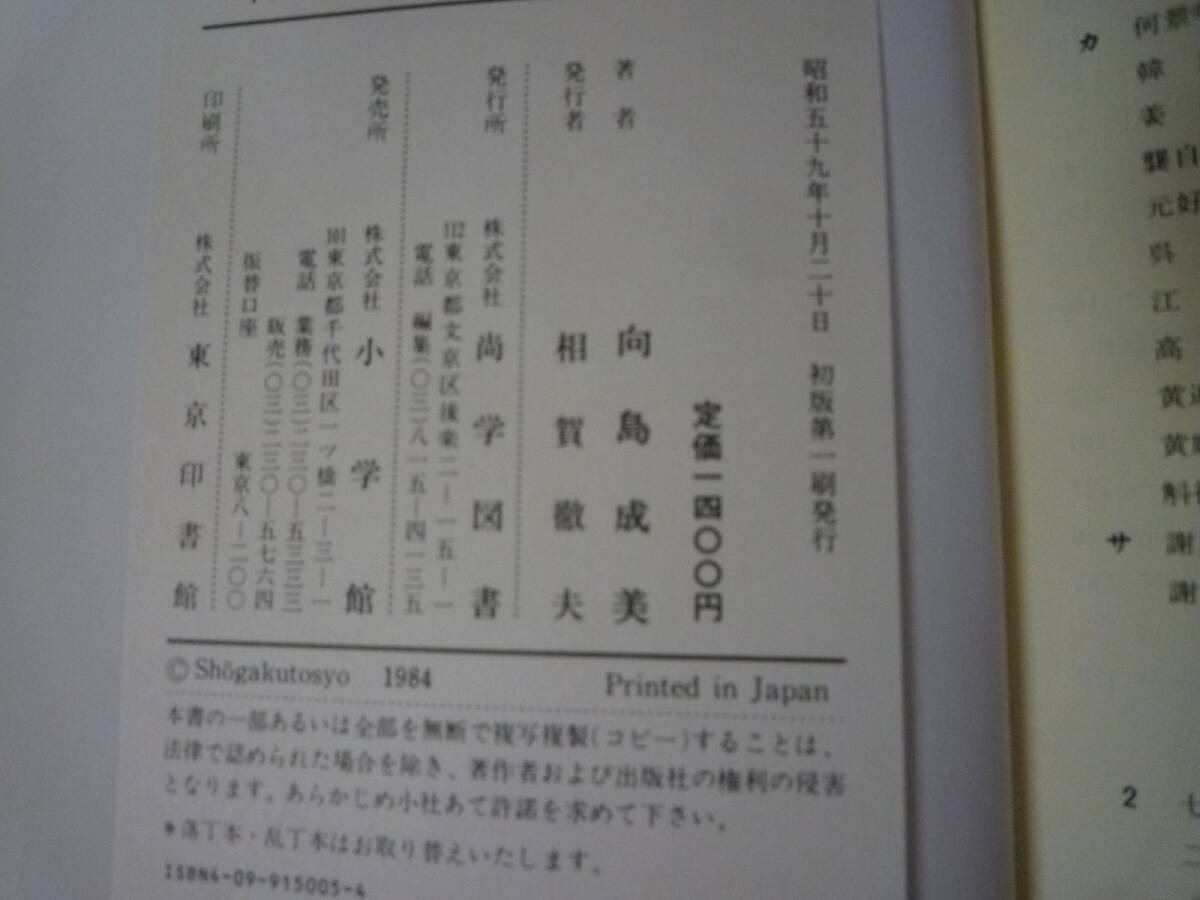 昭和五十九年十月二十日　初版第一刷発行
定価一四〇〇円
著者　向島成美
発行者　相賀徹夫
発行所　株式会社　尚学図書
112東京都文京区後楽二―一五―一
電話　編集(〇三)八一五―四一三五
発売所　株式会社　小学館
101東京都千代田区一ツ橋二―三―一
電話　業務(〇三)二三〇―五三三三
販売(〇三)二三〇―五七六四
振替口座　東京八―二〇〇
印刷所　株式会社　東京印書館
©Shōgakutosyo 1984 Printed in Japan
本書の一部あるいは全部を無断で複写複製(コピー)することは、
法律で認められた場合を除き、著作者および出版社の権利の侵害
となります。あらかじめ小社あて許諾を求めて下さい。
*落丁本・乱丁本はお取り替えいたします。
ISBN4-09-915005-4
カ 何景
韓
姜
龔自
元好
呉
江
高
黄
黄
斛
サ 謝
謝
2 七